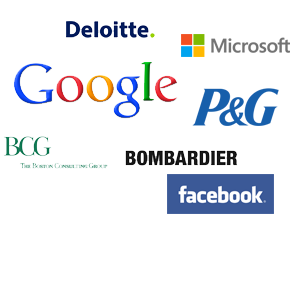 Deloitte.
Microsoft
Google
P&G
BCG
THE BOSTON CONSULTING GROUP
BOMBARDIER
facebook.